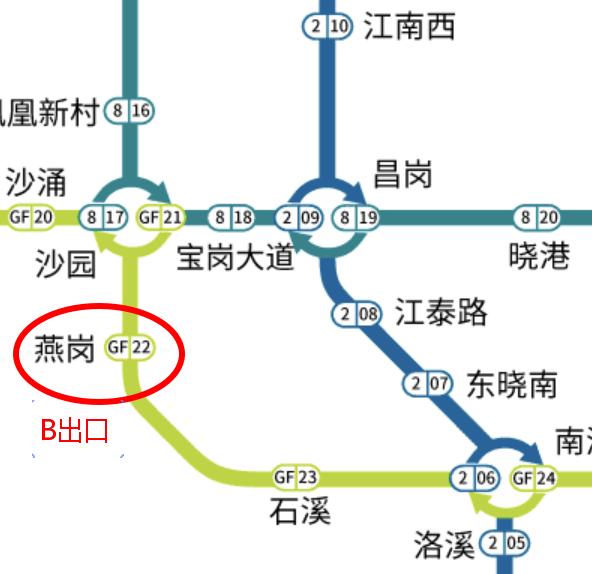 2 10 江南西
凰新村 8 16
沙涌
昌岗
GF 20
8 17
GF 21
8 18
2 09
8 19
8 20
沙园
宝岗大道
晓港
2 08 江泰路
燕岗 GF 22
2 07 东晓南
B出口
南
GF 23
2 06
GF 24
石溪
洛溪 2 05